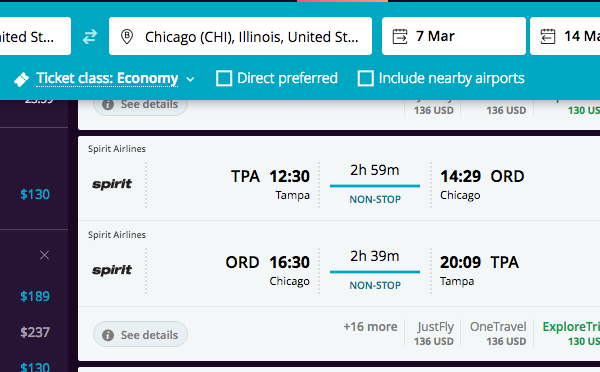 ited St...
Chicago (CHI), Illinois, United St...
7 Mar
14 Ma
Ticket class: Economy
Direct preferred
Include nearby airports
See details
136 USD
136 USD
130 US
Spirit Airlines
$130
spirit
TPA 12:30
Tampa
2h 59m
NON-STOP
14:29 ORD
Chicago
Spirit Airlines
spirit
ORD 16:30
Chicago
2h 39m
NON-STOP
20:09 TPA
Tampa
$189
$237
$130
See details
+16 more
JustFly
136 USD
OneTravel
136 USD
ExploreTri
130 US